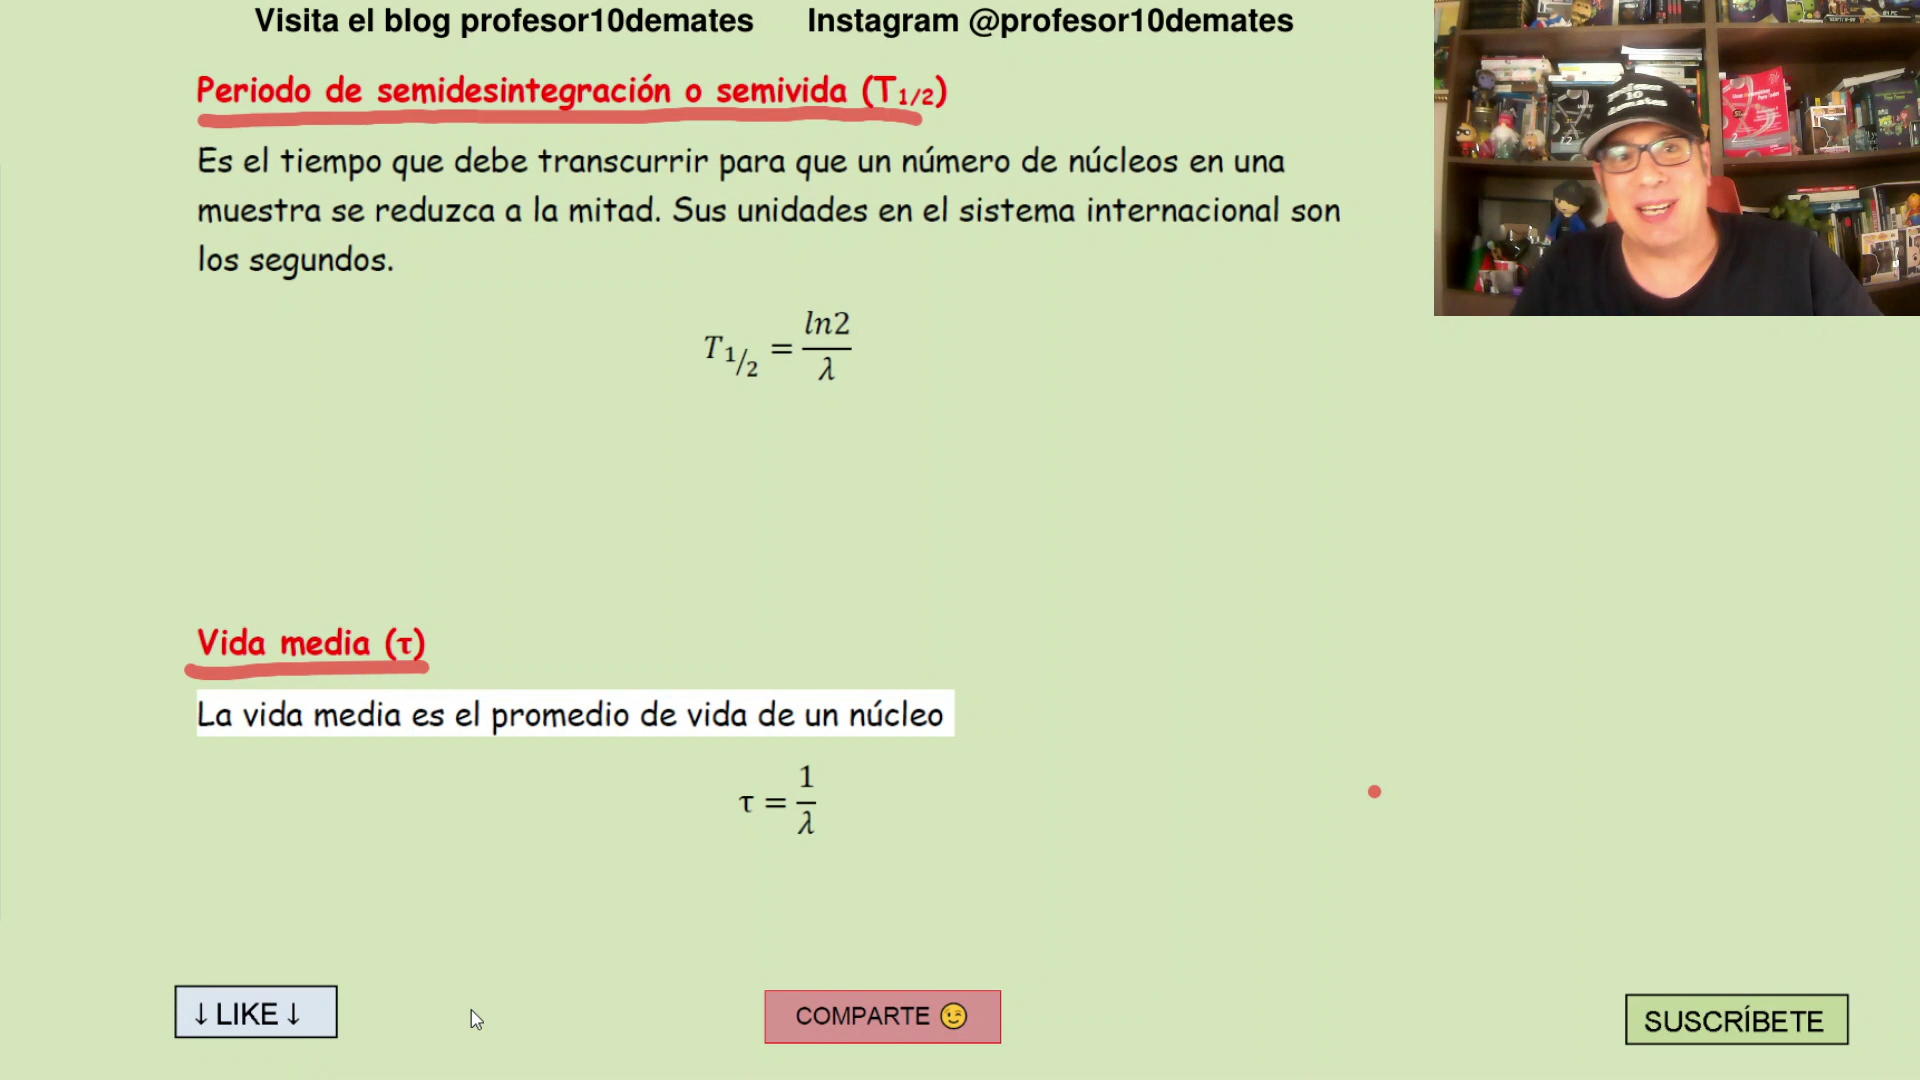 Visita el blog profesor10demates Instagram @profesor10demates
Periodo de semidesintegración o semivida (T1/2)
Es el tiempo que debe transcurrir para que un número de núcleos en una
muestra se reduzca a la mitad. Sus unidades en el sistema internacional son
los segundos.
T1/2 = ln2/λ
Vida media (τ)
La vida media es el promedio de vida de un núcleo
τ = 1/λ
↓ LIKE ↓
COMPARTE 😉
SUSCRÍBETE